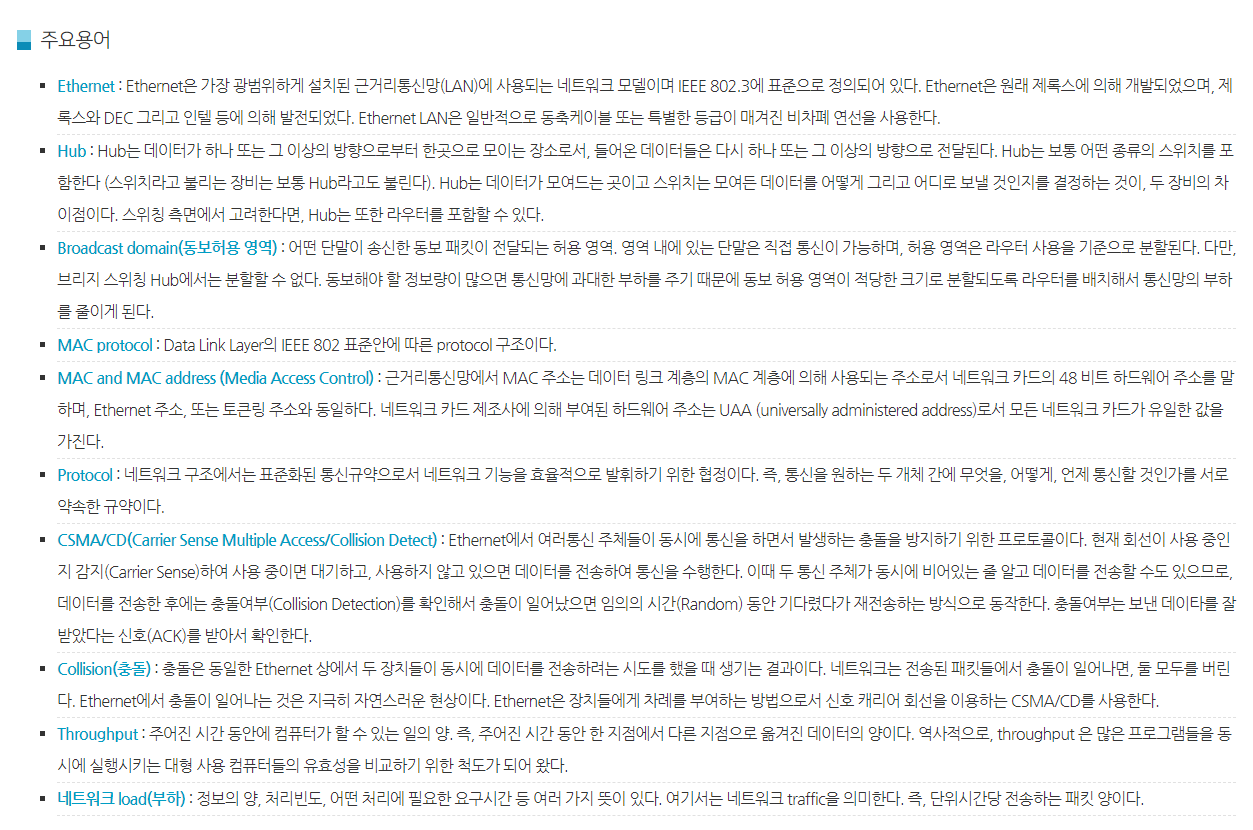 주요용어
Ethernet : Ethernet은 가장 광범위하게 설치된 근거리통신망(LAN)에 사용되는 네트워크 모델이며 IEEE 802.3에 표준으로 정의되어 있다. Ethernet은 원래 제록스에 의해 개발되었으며, 제
록스와 DEC 그리고 인텔 등에 의해 발전되었다. Ethernet LAN은 일반적으로 동축케이블 또는 특별한 등급이 매겨진 비차폐 연선을 사용한다.
Hub : Hub는 데이터가 하나 또는 그 이상의 방향으로부터 한곳으로 모이는 장소로서, 들어온 데이터들은 다시 하나 또는 그 이상의 방향으로 전달된다. Hub는 보통 어떤 종류의 스위치를 포
함한다 (스위치라고 불리는 장비는 보통 Hub라고도 불린다). Hub는 데이터가 모여드는 곳이고 스위치는 모여든 데이터를 어떻게 그리고 어디로 보낼 것인지를 결정하는 것이, 두 장비의 차
이점이다. 스위칭 측면에서 고려한다면, Hub는 또한 라우터를 포함할 수 있다.
Broadcast domain(동보허용 영역) : 어떤 단말이 송신한 동보 패킷이 전달되는 허용 영역. 영역 내에 있는 단말은 직접 통신이 가능하며, 허용 영역은 라우터 사용을 기준으로 분할된다. 다만,
브리지 스위칭 Hub에서는 분할할 수 없다. 동보해야 할 정보량이 많으면 통신망에 과대한 부하를 주기 때문에 동보 허용 영역이 적당한 크기로 분할되도록 라우터를 배치해서 통신망의 부하
를 줄이게 된다.
MAC protocol : Data Link Layer의 IEEE 802 표준안에 따른 protocol 구조이다.
MAC and MAC address (Media Access Control) : 근거리통신망에서 MAC 주소는 데이터 링크 계층의 MAC 계층에 의해 사용되는 주소로서 네트워크 카드의 48 비트 하드웨어 주소를 말
하며, Ethernet 주소, 또는 토큰링 주소와 동일하다. 네트워크 카드 제조사에 의해 부여된 하드웨어 주소는 UAA (universally administered address)로서 모든 네트워크 카드가 유일한 값을
가진다.
Protocol : 네트워크 구조에서는 표준화된 통신규약으로서 네트워크 기능을 효율적으로 발휘하기 위한 협정이다. 즉, 통신을 원하는 두 개체 간에 무엇을, 어떻게, 언제 통신할 것인가를 서로
약속한 규약이다.
CSMA/CD(Carrier Sense Multiple Access/Collision Detect) : Ethernet에서 여러통신 주체들이 동시에 통신을 하면서 발생하는 충돌을 방지하기 위한 프로토콜이다. 현재 회선이 사용 중인
지 감지(Carrier Sense)하여 사용 중이면 대기하고, 사용하지 않고 있으면 데이터를 전송하여 통신을 수행한다. 이때 두 통신 주체가 동시에 비어있는 줄 알고 데이터를 전송할 수도 있으므로,
데이터를 전송한 후에는 충돌여부(Collision Detection)를 확인해서 충돌이 일어났으면 임의의 시간(Random) 동안 기다렸다가 재전송하는 방식으로 동작한다. 충돌여부는 보낸 데이타를 잘
받았다는 신호(ACK)를 받아서 확인한다.
Collision(충돌) : 충돌은 동일한 Ethernet 상에서 두 장치들이 동시에 데이터를 전송하려는 시도를 했을 때 생기는 결과이다. 네트워크는 전송된 패킷들에서 충돌이 일어나면, 둘 모두를 버린
다. Ethernet에서 충돌이 일어나는 것은 지극히 자연스러운 현상이다. Ethernet은 장치들에게 차례를 부여하는 방법으로서 신호 캐리어 회선을 이용하는 CSMA/CD를 사용한다.
Throughput : 주어진 시간 동안에 컴퓨터가 할 수 있는 일의 양. 즉, 주어진 시간 동안 한 지점에서 다른 지점으로 옮겨진 데이터의 양이다. 역사적으로, throughput 은 많은 프로그램들을 동
시에 실행시키는 대형 사용 컴퓨터들의 유효성을 비교하기 위한 척도가 되어 왔다.
네트워크 load(부하) : 정보의 양, 처리빈도, 어떤 처리에 필요한 요구시간 등 여러 가지 뜻이 있다. 여기서는 네트워크 traffic을 의미한다. 즉, 단위시간당 전송하는 패킷 양이다.